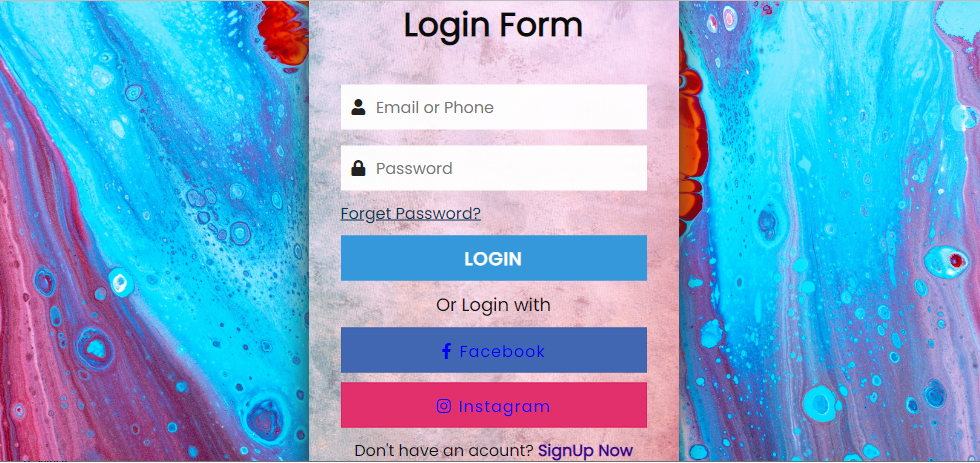 Login Form
Email or Phone
Password
Forget Password?
LOGIN
Or Login with
Facebook
Instagram
Don't have an acount? SignUp Now